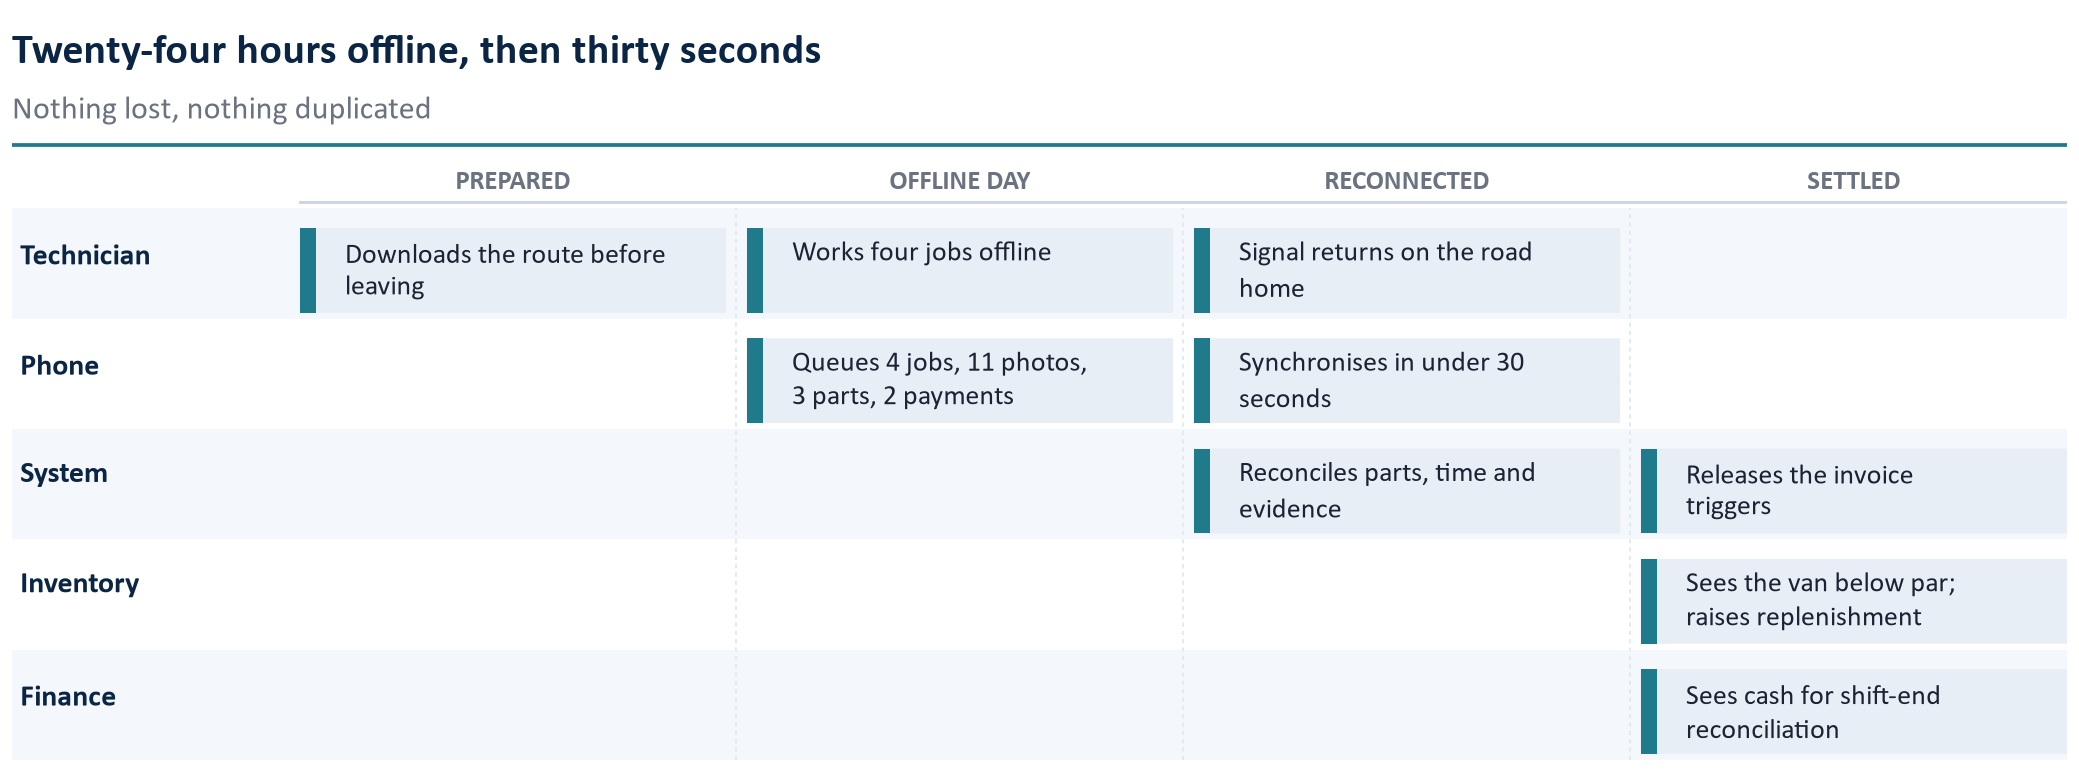 Twenty-four hours offline, then thirty seconds
Nothing lost, nothing duplicated
PREPARED
OFFLINE DAY
RECONNECTED
SETTLED
Technician
Downloads the route before
leaving
Works four jobs offline
Signal returns on the road
home
Phone
Queues 4 jobs, 11 photos,
3 parts, 2 payments
Synchronises in under 30
seconds
System
Reconciles parts, time and
evidence
Releases the invoice
triggers
Inventory
Sees the van below par;
raises replenishment
Finance
Sees cash for shift-end
reconciliation